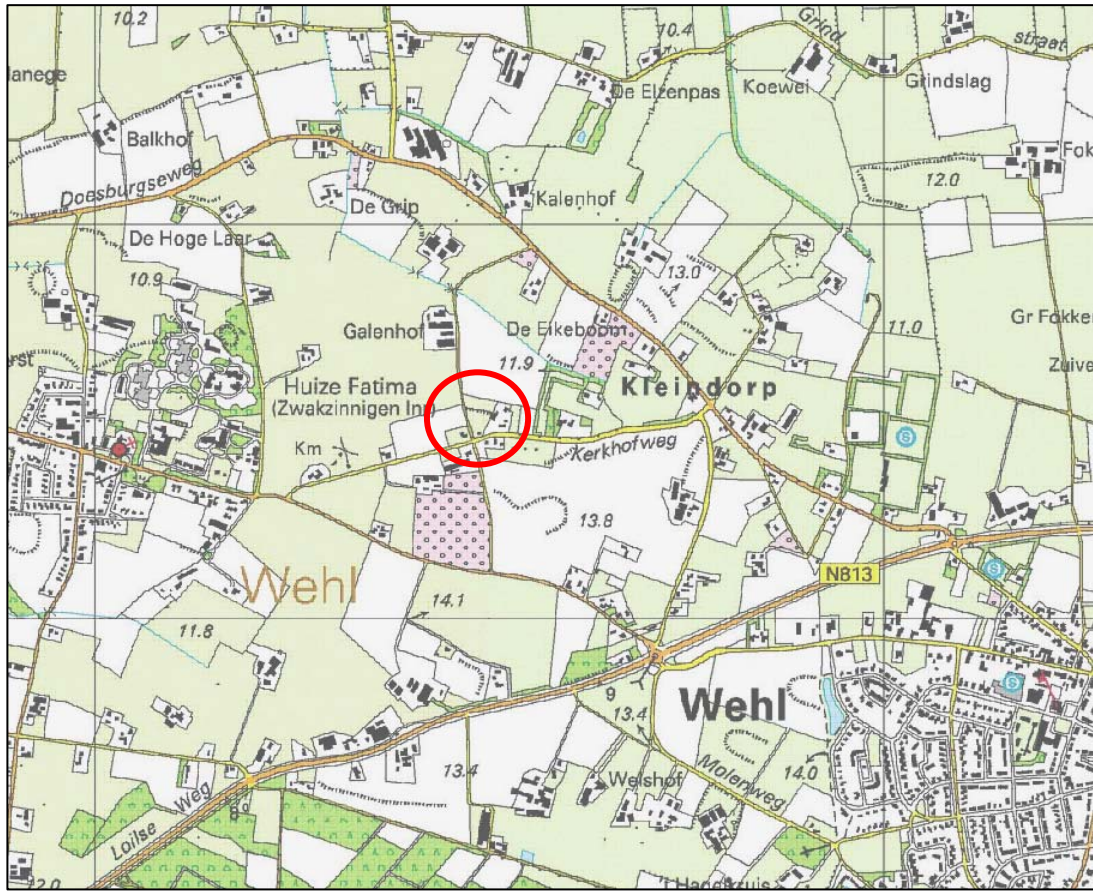 10.2
Grind
straat
10.4
lanege
De Elzenpas
Koewei
Grindslag
Balkhof
Fok
Doesburgseweg
12.0
De Grip
Kalenhof
De Hoge Laar
10.9
13.0
Galenhof
De Eikeboom
11.0
Gr Fokker
11.9
Zuive
erst
Huize Fatima
(Zwakzinnigen Inr)
Kleindorp
S
Km
Kerkhofweg
13.8
N813
S
Wehl
14.1
11.8
9
Wehl
S
13.4
13.4
Molenweg
14.0
Welshof
Loilse Weg
12.0